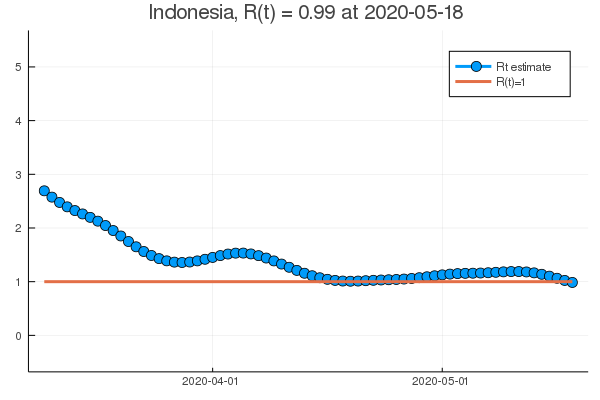 Indonesia, R(t) = 0.99 at 2020-05-18
Rt estimate
R(t)=1
5
4
3
2
1
0
2020-04-01
2020-05-01